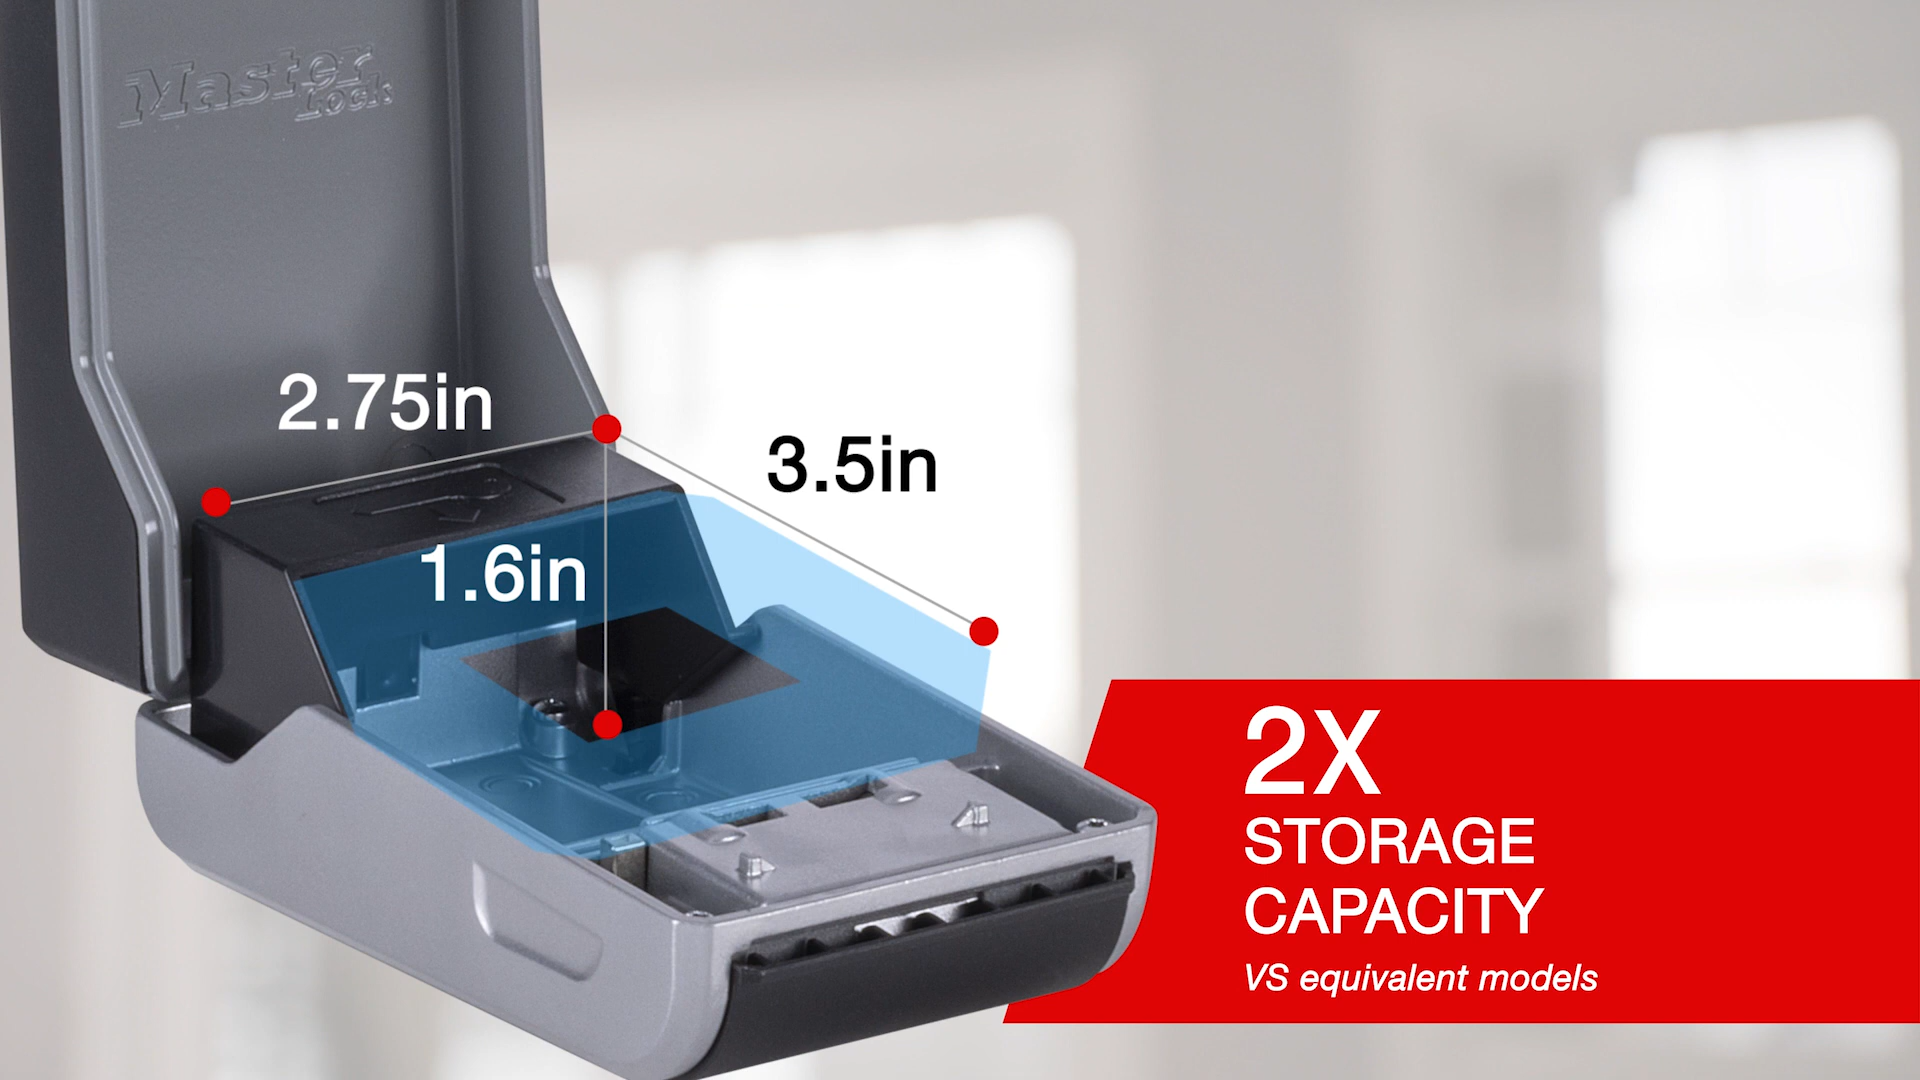 Master
Lock
2.75in
3.5in
1.6in
2X
STORAGE
CAPACITY
VS equivalent models